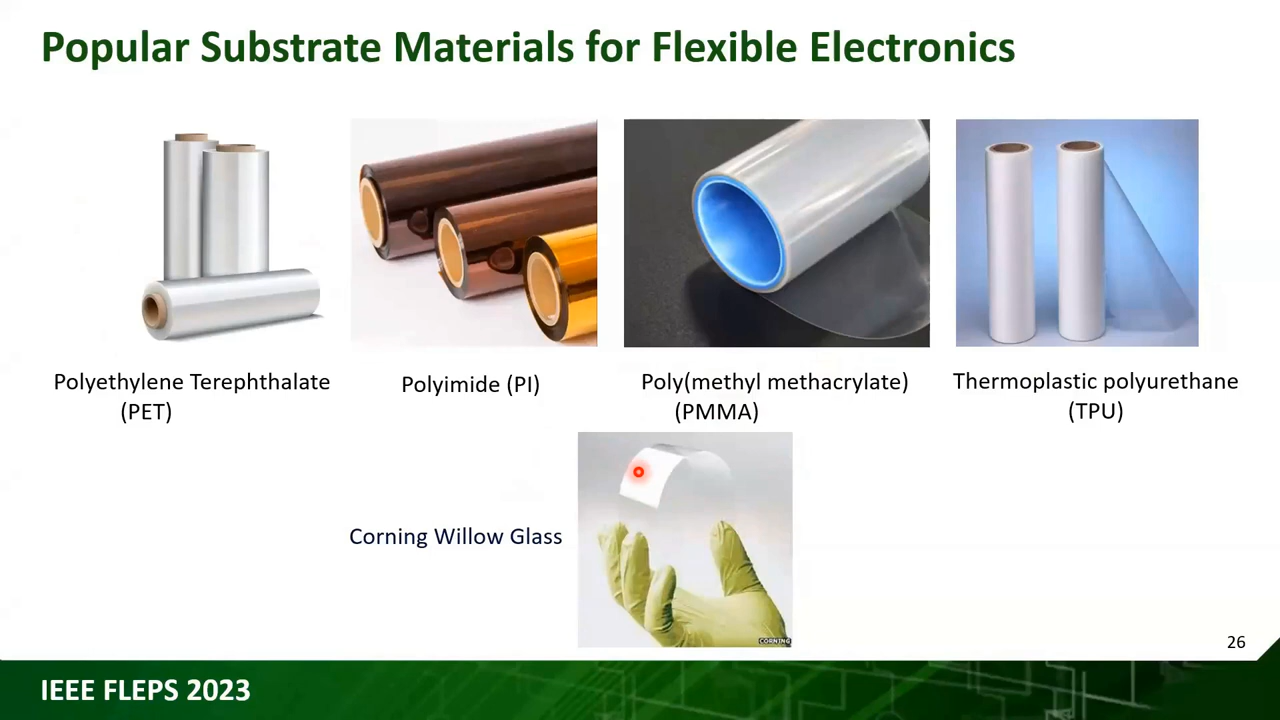 Popular Substrate Materials for Flexible Electronics
Polyethylene Terephthalate
(PET)
Polyimide (PI)
Poly(methyl methacrylate)
(PMMA)
Thermoplastic polyurethane
(TPU)
Corning Willow Glass
CORNING
26
IEEE FLEPS 2023